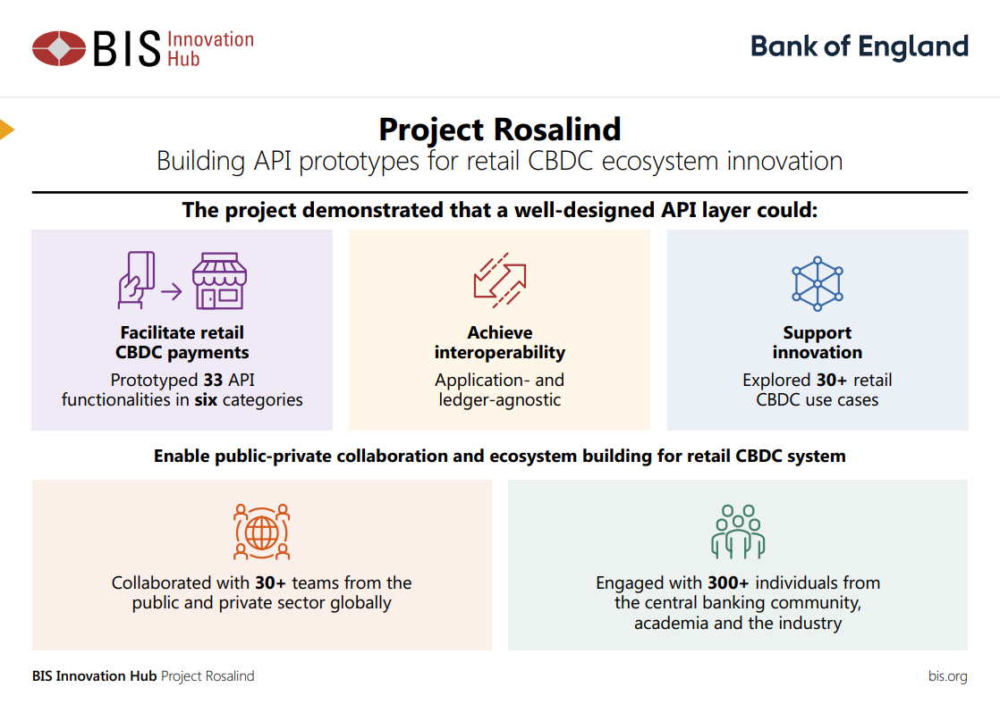 BIS Innovation
Hub
Bank of England
Project Rosalind
Building API prototypes for retail CBDC ecosystem innovation
The project demonstrated that a well-designed API layer could:
Facilitate retail
CBDC payments
Prototyped 33 API
functionalities in six categories
Achieve
interoperability
Application- and
ledger-agnostic
Support
innovation
Explored 30+ retail
CBDC use cases
Enable public-private collaboration and ecosystem building for retail CBDC system
Collaborated with 30+ teams from the
public and private sector globally
Engaged with 300+ individuals from
the central banking community,
academia and the industry
BIS Innovation Hub Project Rosalind
bis.org